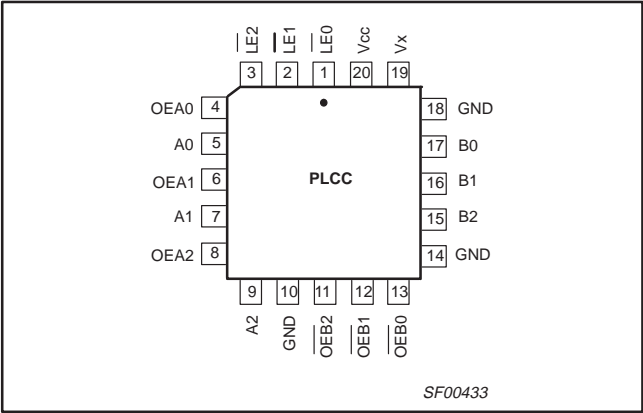 LE2 LE1 LE0 Vcc Vx
3 2 1 20 19
OEA0 4 18 GND
A0 5 17 B0
OEA1 6 PLCC 16 B1
A1 7 15 B2
OEA2 8 14 GND
9 10 11 12 13
A2 GND OEB2 OEB1 OEB0
SF00433